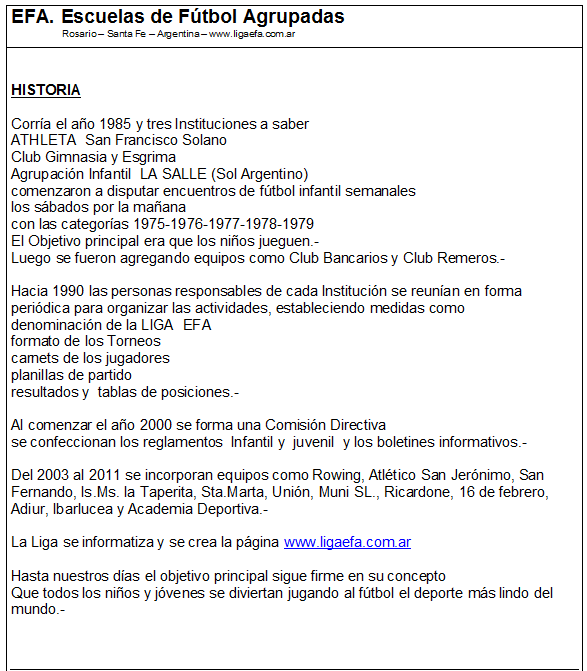 EFA. Escuelas de Fútbol Agrupadas
Rosario – Santa Fe – Argentina – www.ligaefa.com.ar
HISTORIA
Corría el año 1985 y tres Instituciones a saber
ATHLETA  San Francisco Solano
Club Gimnasia y Esgrima
Agrupación Infantil  LA SALLE (Sol Argentino)
comenzaron a disputar encuentros de fútbol infantil semanales
los sábados por la mañana
con las categorías 1975-1976-1977-1978-1979
El Objetivo principal era que los niños jueguen.-
Luego se fueron agregando equipos como Club Bancarios y Club Remeros.-
Hacia 1990 las personas responsables de cada Institución se reunían en forma
periódica para organizar las actividades, estableciendo medidas como
denominación de la LIGA  EFA
formato de los Torneos
carnets de los jugadores
planillas de partido
resultados y  tablas de posiciones.-
Al comenzar el año 2000 se forma una Comisión Directiva
se confeccionan los reglamentos  Infantil y  juvenil  y los boletines informativos.-
Del 2003 al 2011 se incorporan equipos como Rowing, Atlético San Jerónimo, San
Fernando, Is.Ms. la Taperita, Sta.Marta, Unión, Muni SL., Ricardone, 16 de febrero,
Adiur, Ibarlucea y Academia Deportiva.-
La Liga se informatiza y se crea la página www.ligaefa.com.ar
Hasta nuestros días el objetivo principal sigue firme en su concepto
Que todos los niños y jóvenes se diviertan jugando al fútbol el deporte más lindo del
mundo.-